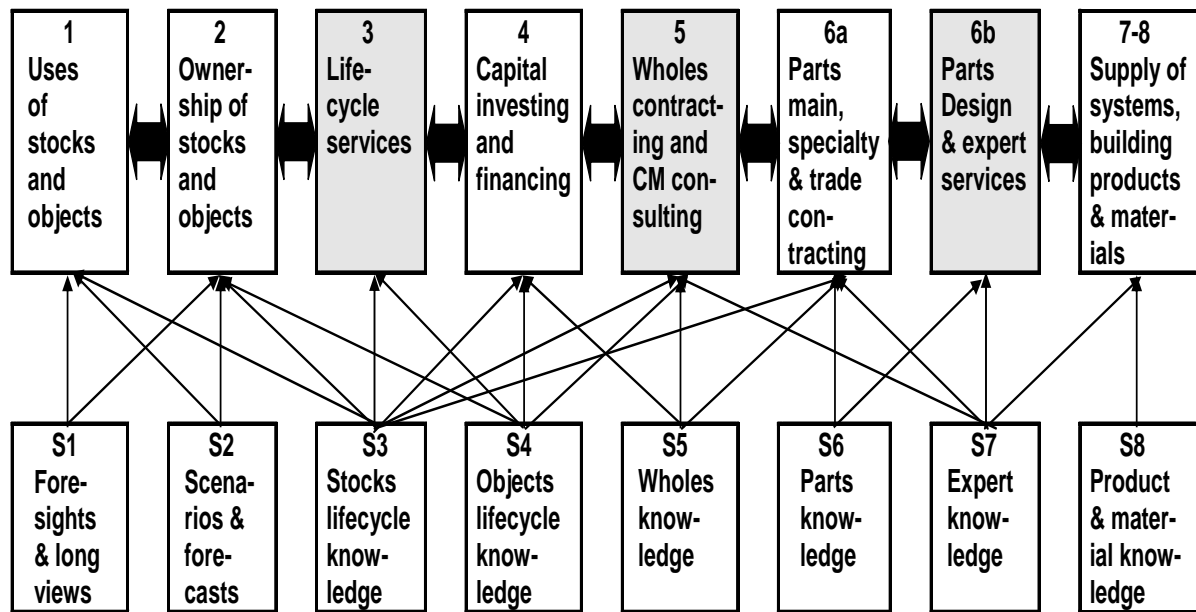 1
Uses
of
stocks
and
objects
2
Owner-
ship of
stocks
and
objects
3
Life-
cycle
services
4
Capital
investing
and
financing
5
Wholes
contract-
ing and
CM con-
sulting
6a
Parts
main,
specialty
& trade
con-
tracting
6b
Parts
Design
& expert
services
7-8
Supply of
systems,
building
products
& mater-
ials
S1
Fore-
sights
& long
views
S2
Scena-
rios &
fore-
casts
S3
Stocks
lifecycle
know-
ledge
S4
Objects
lifecycle
know-
ledge
S5
Wholes
know-
ledge
S6
Parts
know-
ledge
S7
Expert
know-
ledge
S8
Product
& mater-
ial know-
ledge